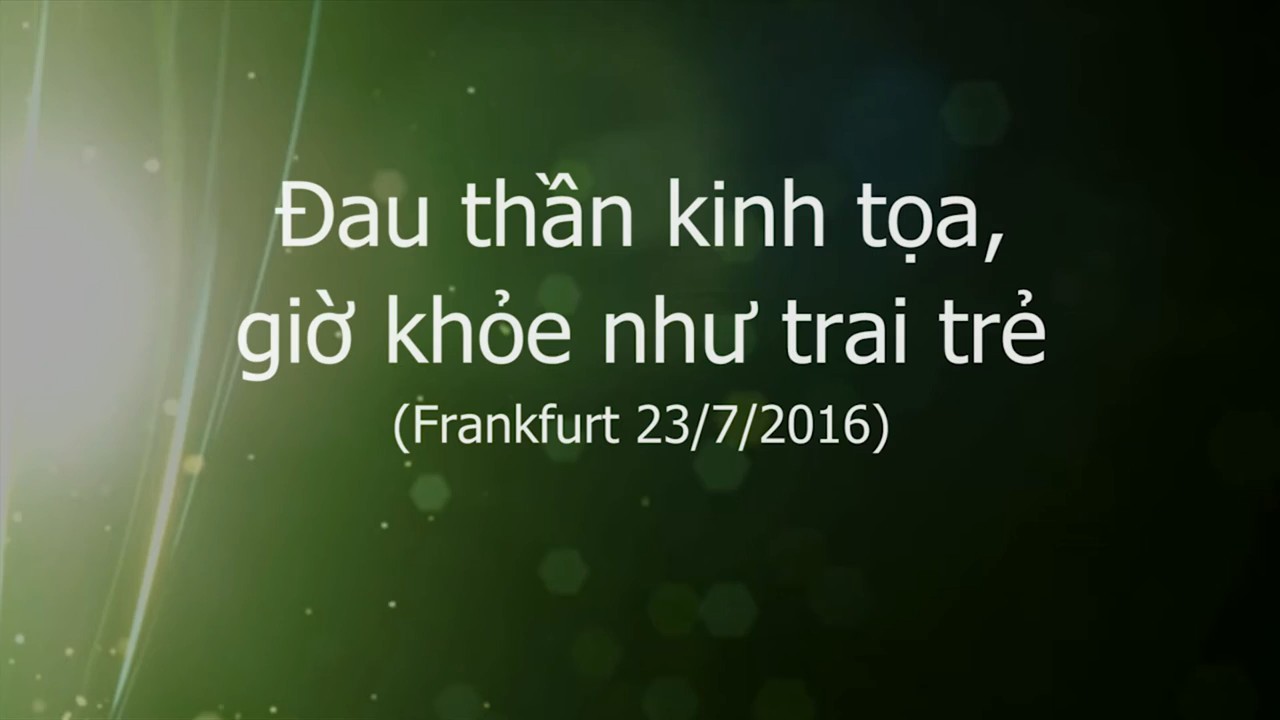 Đau thần kinh tọa,
giờ khỏe như trai trẻ
(Frankfurt 23/7/2016)